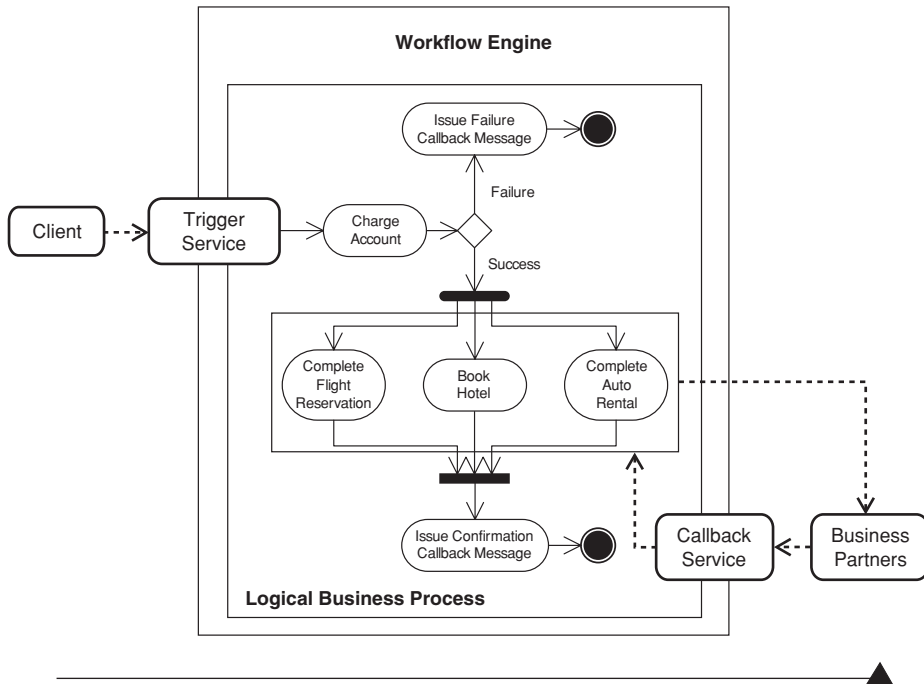 Workflow Engine
Issue Failure
Callback Message
Failure
Client
Trigger
Service
Charge
Account
Success
Complete
Flight
Reservation
Book
Hotel
Complete
Auto
Rental
Issue Confirmation
Callback Message
Callback
Service
Business
Partners
Logical Business Process